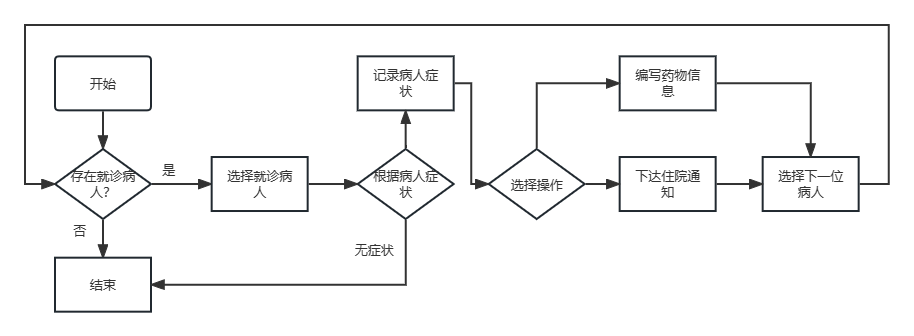 开始
存在就诊病
人?
是
否
结束
选择就诊病
人
记录病人症
状
根据病人症
状
无症状
选择操作
编写药物信
息
下达住院通
知
选择下一位
病人